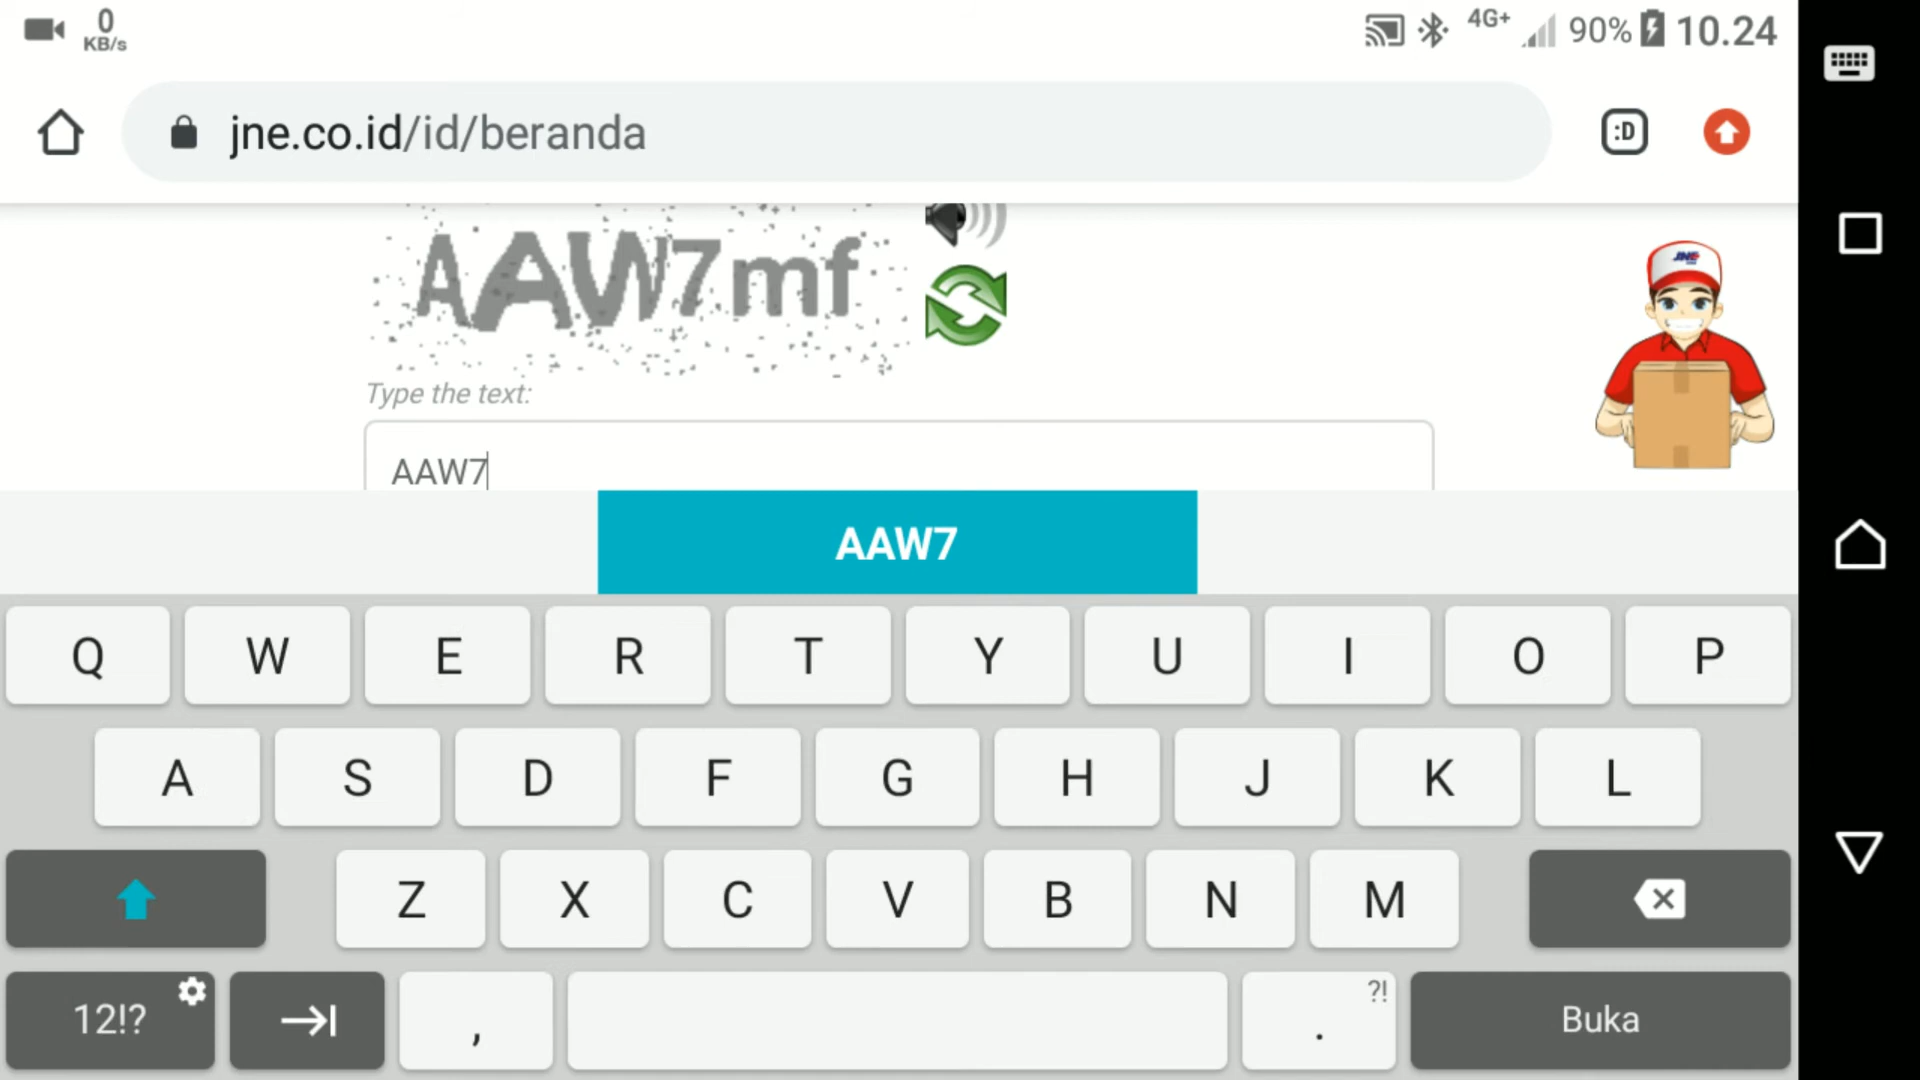 0
KB/s
4G+ 90% 10.24
jne.co.id/id/beranda :D
AAW7mf
JNE
Type the text:
AAW7
AAW7
Q W E R T Y U I O P
A S D F G H J K L
Z X C V B N M
12!? , . ?! Buka